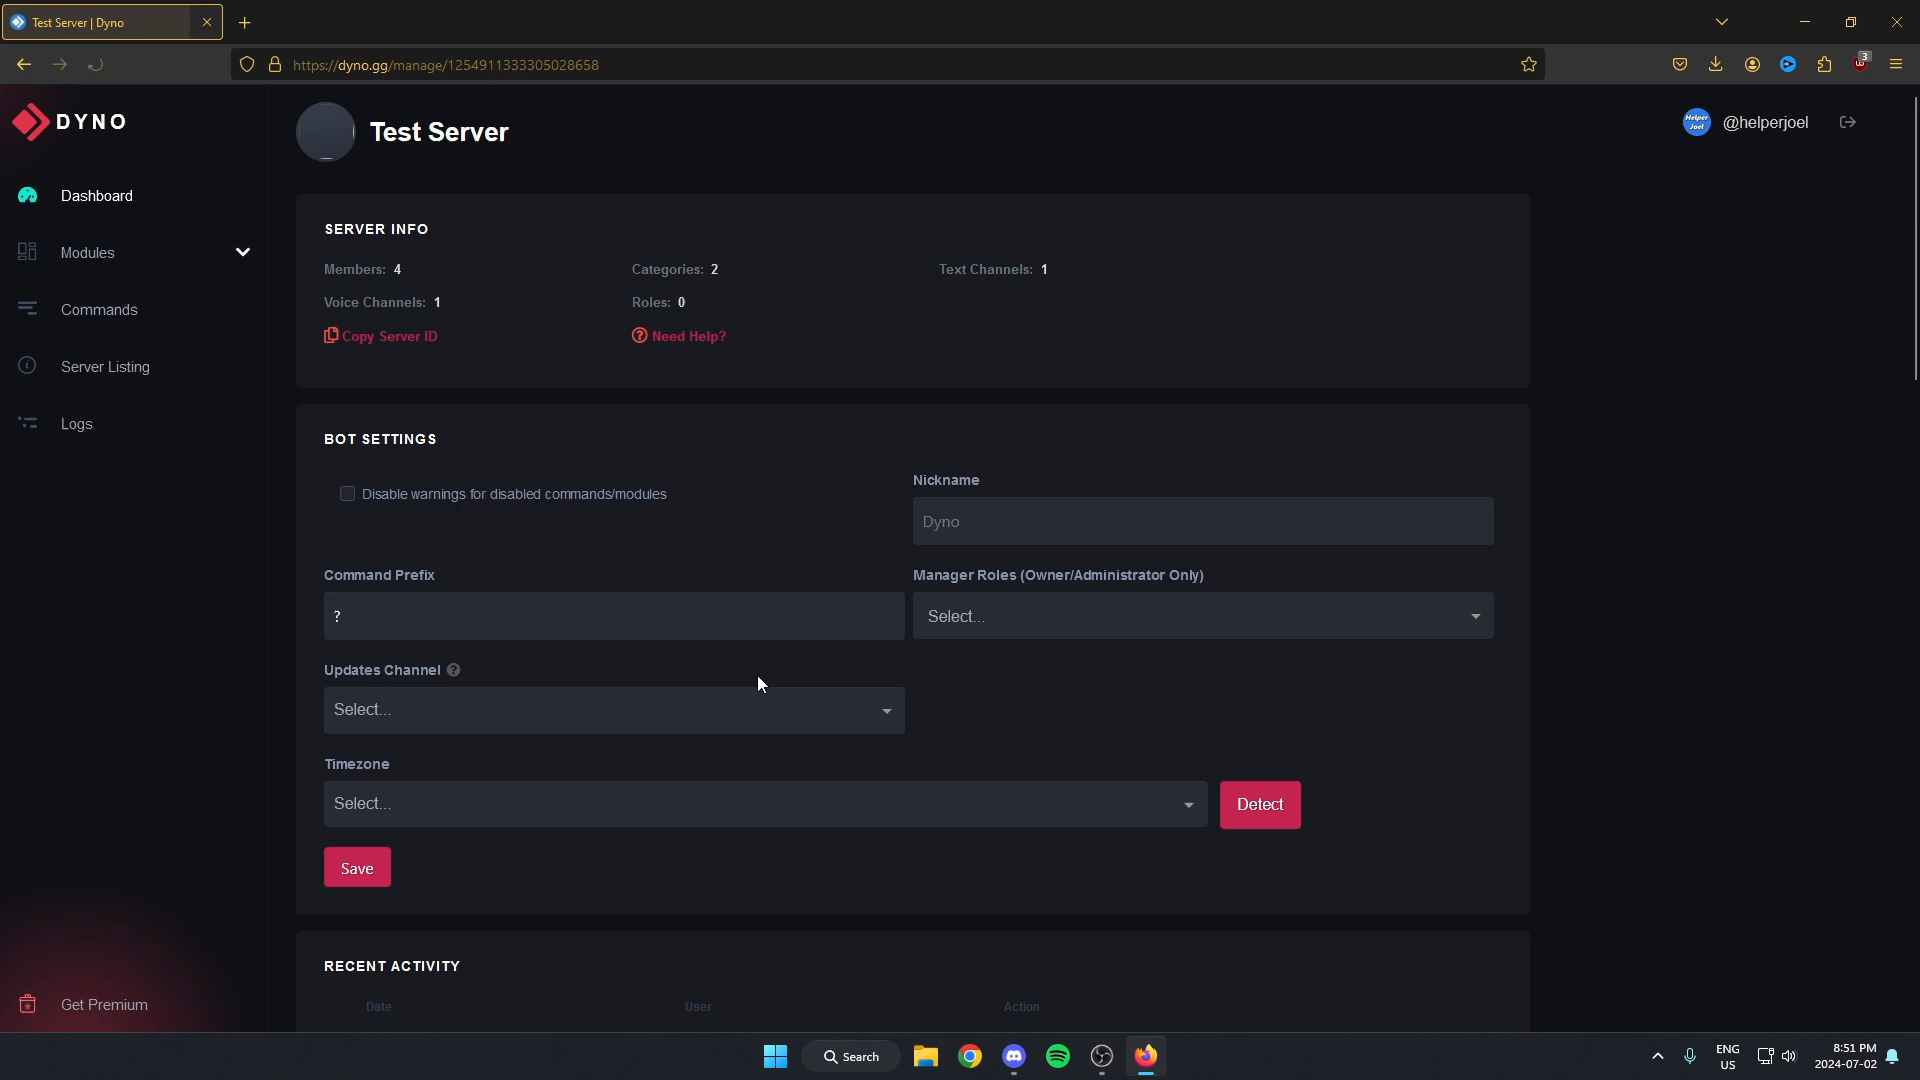 Test Server | Dyno
https://dyno.gg/manage/1254911333305028658
3
DYNO
Test Server
Helper Joel
@helperjoel
Dashboard
Modules
Commands
Server Listing
Logs
Get Premium
SERVER INFO
Members: 4
Categories: 2
Text Channels: 1
Voice Channels: 1
Roles: 0
Copy Server ID
Need Help?
BOT SETTINGS
Disable warnings for disabled commands/modules
Nickname
Dyno
Command Prefix
?
Manager Roles (Owner/Administrator Only)
Select...
Updates Channel
Select...
Timezone
Select...
Detect
Save
RECENT ACTIVITY
Date
User
Action
Search
ENG
US
8:51 PM
2024-07-02